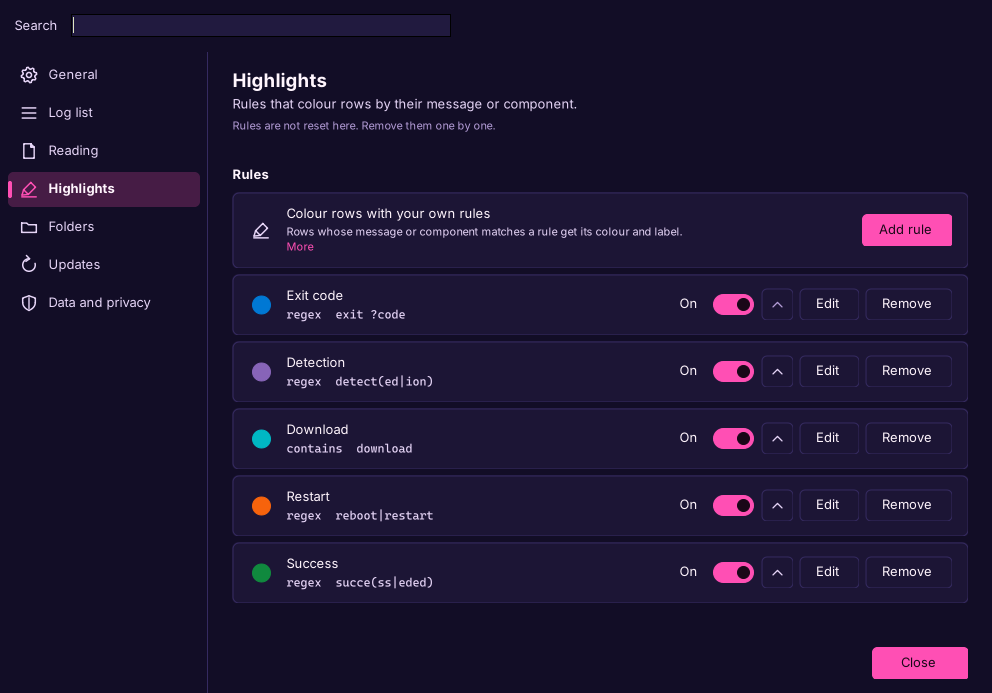 Search
General
Log list
Reading
Highlights
Folders
Updates
Data and privacy
Highlights
Rules that colour rows by their message or component.
Rules are not reset here. Remove them one by one.
Rules
Colour rows with your own rules
Rows whose message or component matches a rule get its colour and label.
More
Add rule
Exit code
regex exit ?code
On
Edit
Remove
Detection
regex detect(ed|ion)
On
Edit
Remove
Download
contains download
On
Edit
Remove
Restart
regex reboot|restart
On
Edit
Remove
Success
regex succe(ss|eded)
On
Edit
Remove
Close